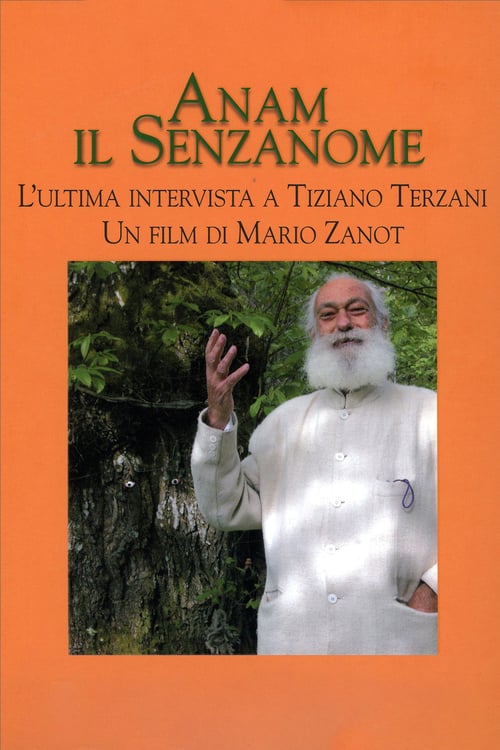 Anam
il Senzanome
L'ultima intervista a Tiziano Terzani
Un film di Mario Zanot